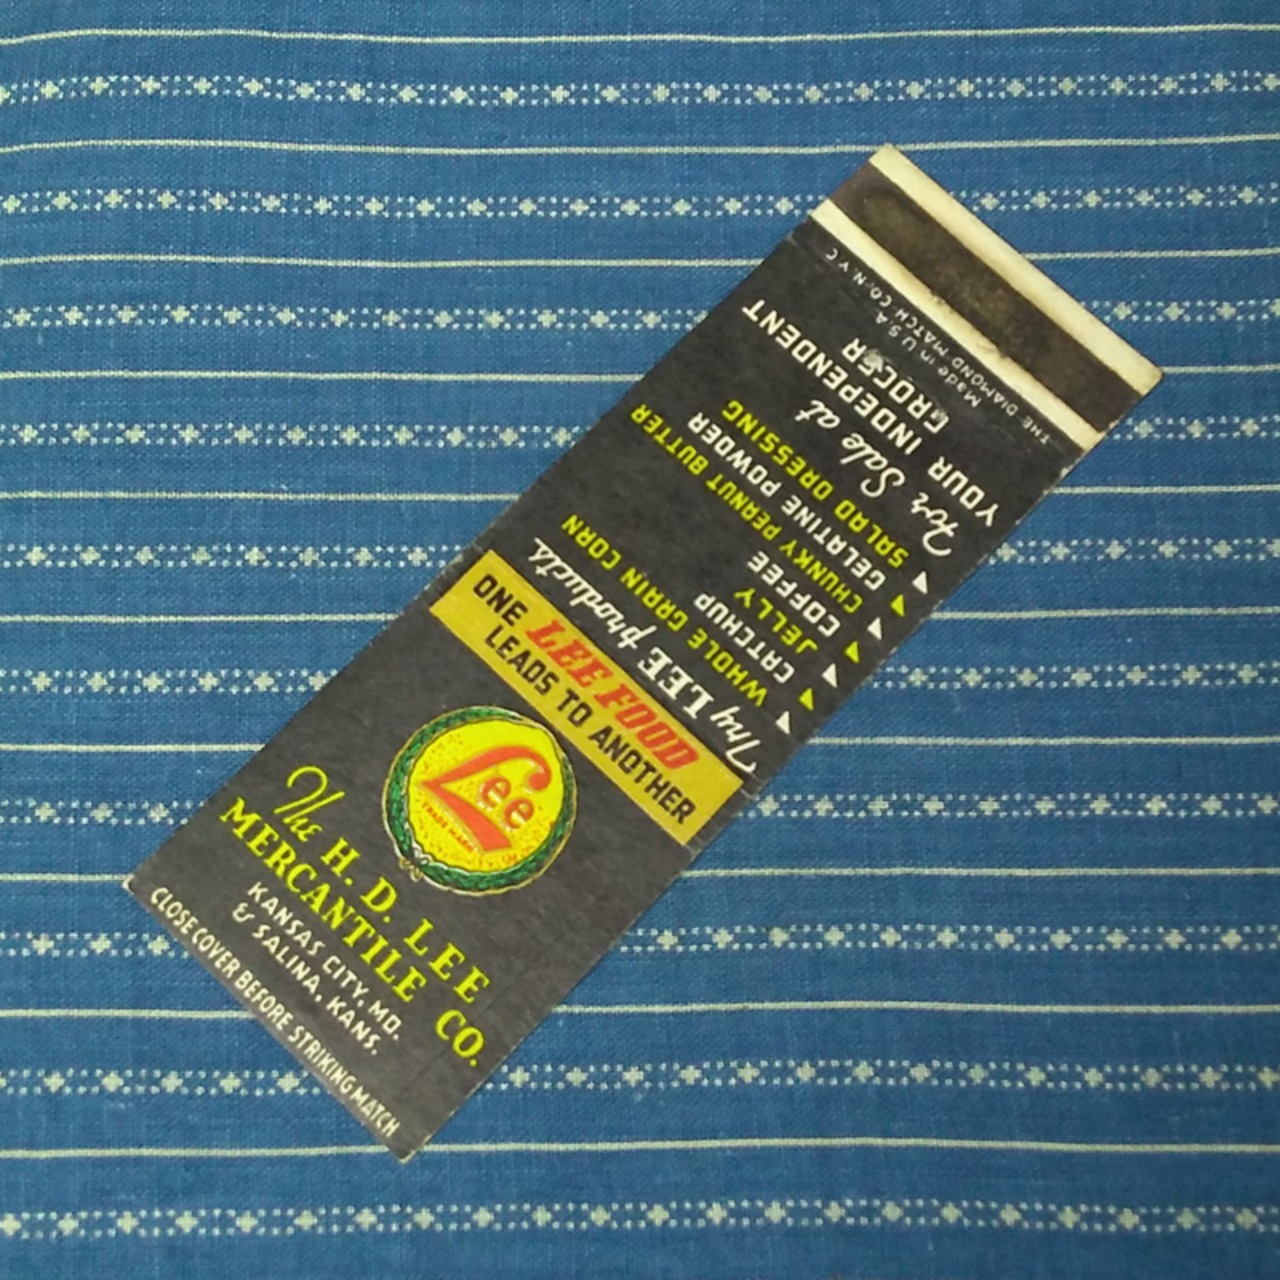 The H. D. LEE
MERCANTILE CO.
KANSAS CITY, MO.
& SALINA, KANS.
CLOSE COVER BEFORE STRIKING MATCH
Lee
TRADE MARK
ONE LEE FOOD
LEADS TO ANOTHER
Try LEE products
WHOLE GRAIN CORN
CATCHUP
JELLY
COFFEE
CHUNKY PEANUT BUTTER
GELATINE POWDER
SALAD DRESSING
For Sale at
YOUR INDEPENDENT
GROCER
Made in U.S.A.
THE DIAMOND MATCH CO. N.Y.C